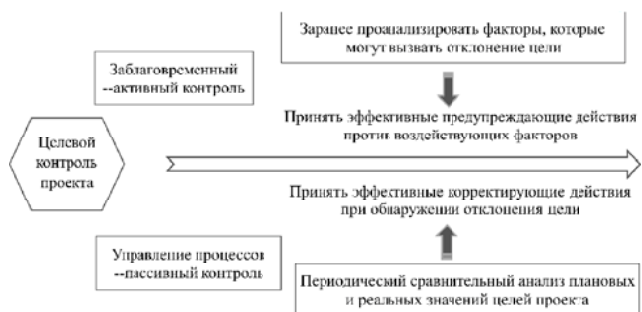 Заранее проанализировать факторы, которые
могут вызвать отклонение цели
Заблаговременный
--активный контроль
Принять эффективные предупреждающие действия
против воздействующих факторов
Целевой
контроль
проекта
Принять эффективные корректирующие действия
при обнаружении отклонения цели
Управление процессов
--пассивный контроль
Периодический сравнительный анализ плановых
и реальных значений целей проекта